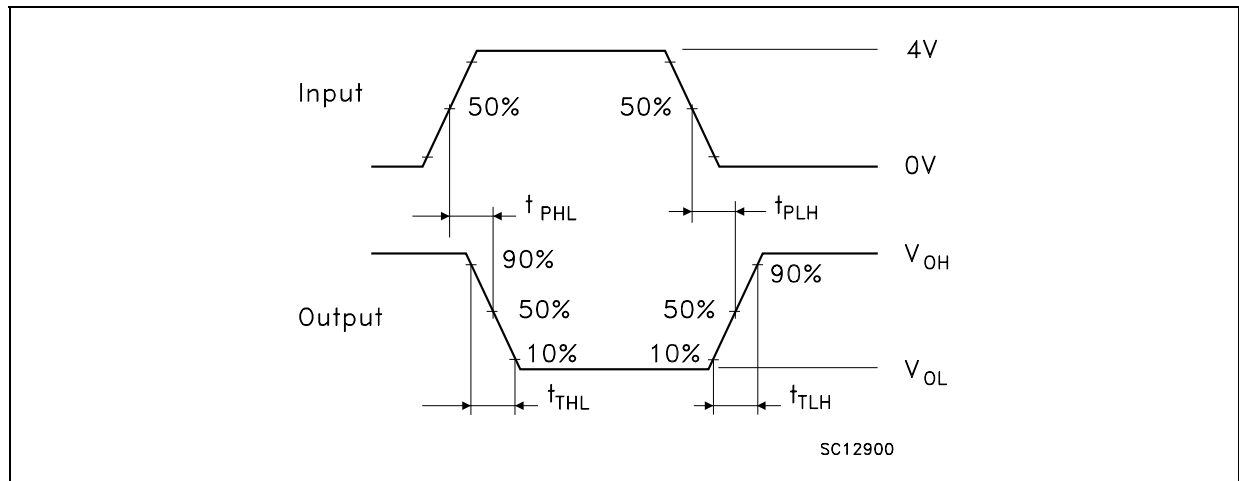 4V
Input
50%
50%
0V
t PHL
tPLH
90%
VOH
90%
50%
50%
Output
10%
10%
VOL
tTHL
tTLH
SC12900